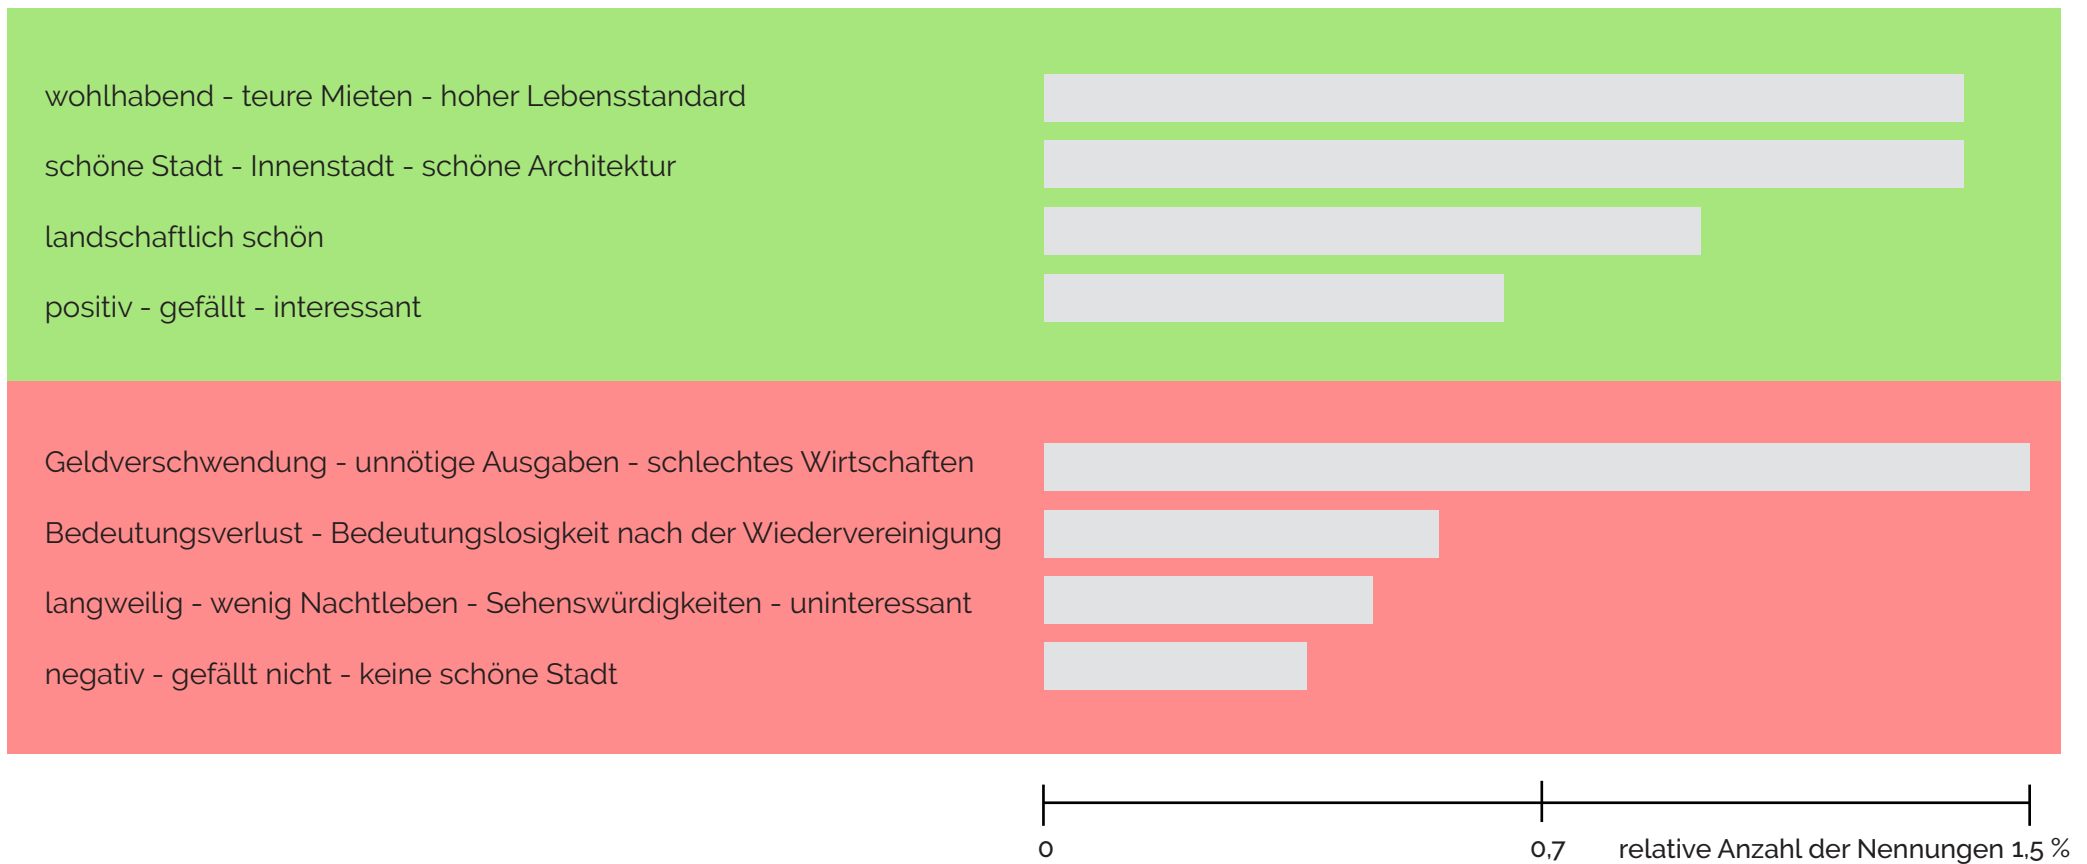 wohlhabend - teure Mieten - hoher Lebensstandard
schöne Stadt - Innenstadt - schöne Architektur
landschaftlich schön
positiv - gefällt - interessant
Geldverschwendung - unnötige Ausgaben - schlechtes Wirtschaften
Bedeutungsverlust - Bedeutungslosigkeit nach der Wiedervereinigung
langweilig - wenig Nachtleben - Sehenswürdigkeiten - uninteressant
negativ - gefällt nicht - keine schöne Stadt
0 0,7 relative Anzahl der Nennungen 1,5 %